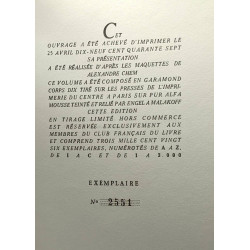 CET
OUVRAGE A ÉTÉ ACHEVÉ D'IMPRIMER LE
25 AVRIL DIX-NEUF CENT QUARANTE SEPT
SA PRÉSENTATION
A ÉTÉ RÉALISÉE D'APRÈS LES MAQUETTES DE
ALEXANDRE CHEM
CE VOLUME A ÉTÉ COMPOSÉ EN GARAMOND
CORPS DIX TIRÉ SUR LES PRESSES DE L'IMPRI-
MERIE DU CENTRE A PARIS SUR PUR ALFA
MOUSSE TEINTÉ ET RELIÉ PAR ENGEL A MALAKOFF
CETTE EDITION
EN TIRAGE LIMITÉ HORS COMMERCE
EST RÉSERVÉE EXCLUSIVEMENT AUX
MEMBRES DU CLUB FRANÇAIS DU LIVRE
ET COMPREND TROIS MILLE CENT VINGT
SIX EXEMPLAIRES, NUMÉROTÉS DE A à Z,
DE 1 A C ET DE 1 A 3.000
EXEMPLAIRE
No 2551